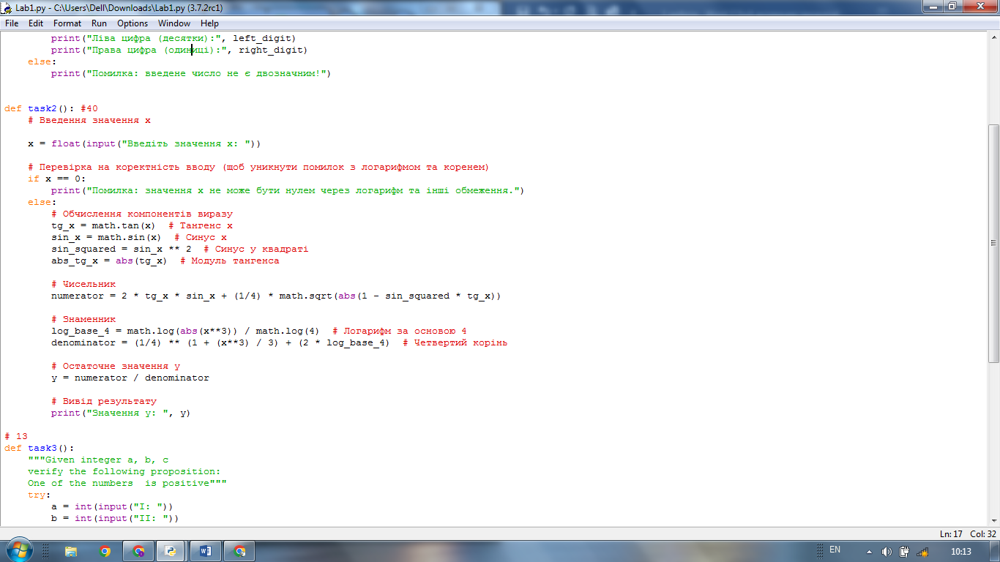 Lab1.py - C:\Users\Dell\Downloads\Lab1.py (3.7.2rc1)
File Edit Format Run Options Window Help
        print("Ліва цифра (десятки):", left_digit)
        print("Права цифра (одиниці):", right_digit)
    else:
        print("Помилка: введене число не є двозначним!")
def task2(): #40
    # Введення значення x
    x = float(input("Введіть значення x: "))
    # Перевірка на коректність вводу (щоб уникнути помилок з логарифмом та коренем)
    if x == 0:
        print("Помилка: значення x не може бути нулем через логарифм та інші обмеження.")
    else:
        # Обчислення компонентів виразу
        tg_x = math.tan(x)  # Тангенс x
        sin_x = math.sin(x)  # Синус x
        sin_squared = sin_x ** 2  # Синус у квадраті
        abs_tg_x = abs(tg_x)  # Модуль тангенса
        # Чисельник
        numerator = 2 * tg_x * sin_x + (1/4) * math.sqrt(abs(1 - sin_squared * tg_x))
        # Знаменник
        log_base_4 = math.log(abs(x**3)) / math.log(4)  # Логарифм за основою 4
        denominator = (1/4) ** (1 + (x**3) / 3) + (2 * log_base_4)  # Четвертий корінь
        # Остаточне значення y
        y = numerator / denominator
        # Вивід результату
        print("Значення y: ", y)
# 13
def task3():
    """Given integer a, b, c
    verify the following proposition:
    One of the numbers  is positive"""
    try:
        a = int(input("I: "))
        b = int(input("II: "))
Ln: 17 Col: 32
EN
10:13